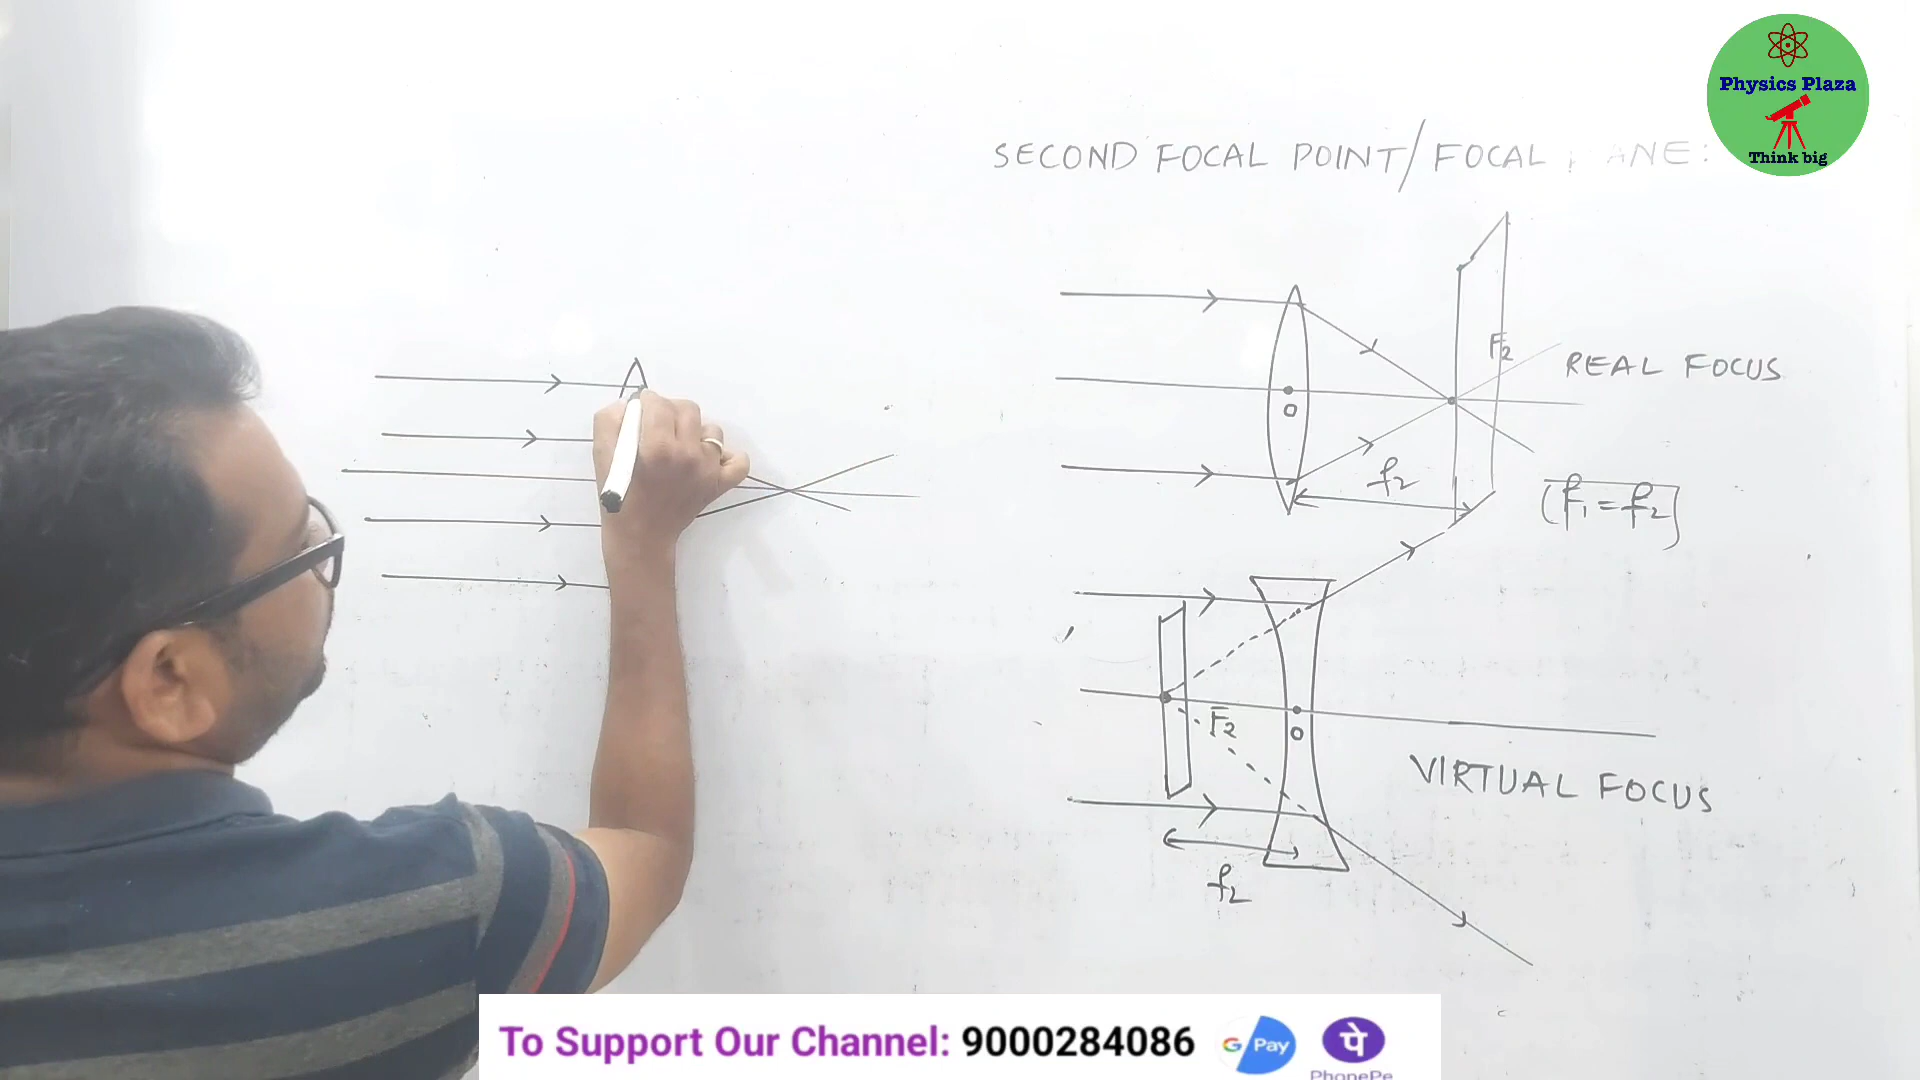 Physics Plaza
Think big
SECOND FOCAL POINT/FOCAL ANE:
F2
REAL FOCUS
O
f2
(f1 = f2)
F2
O
VIRTUAL FOCUS
f2
To Support Our Channel: 9000284086
G Pay
पे
PhonePe